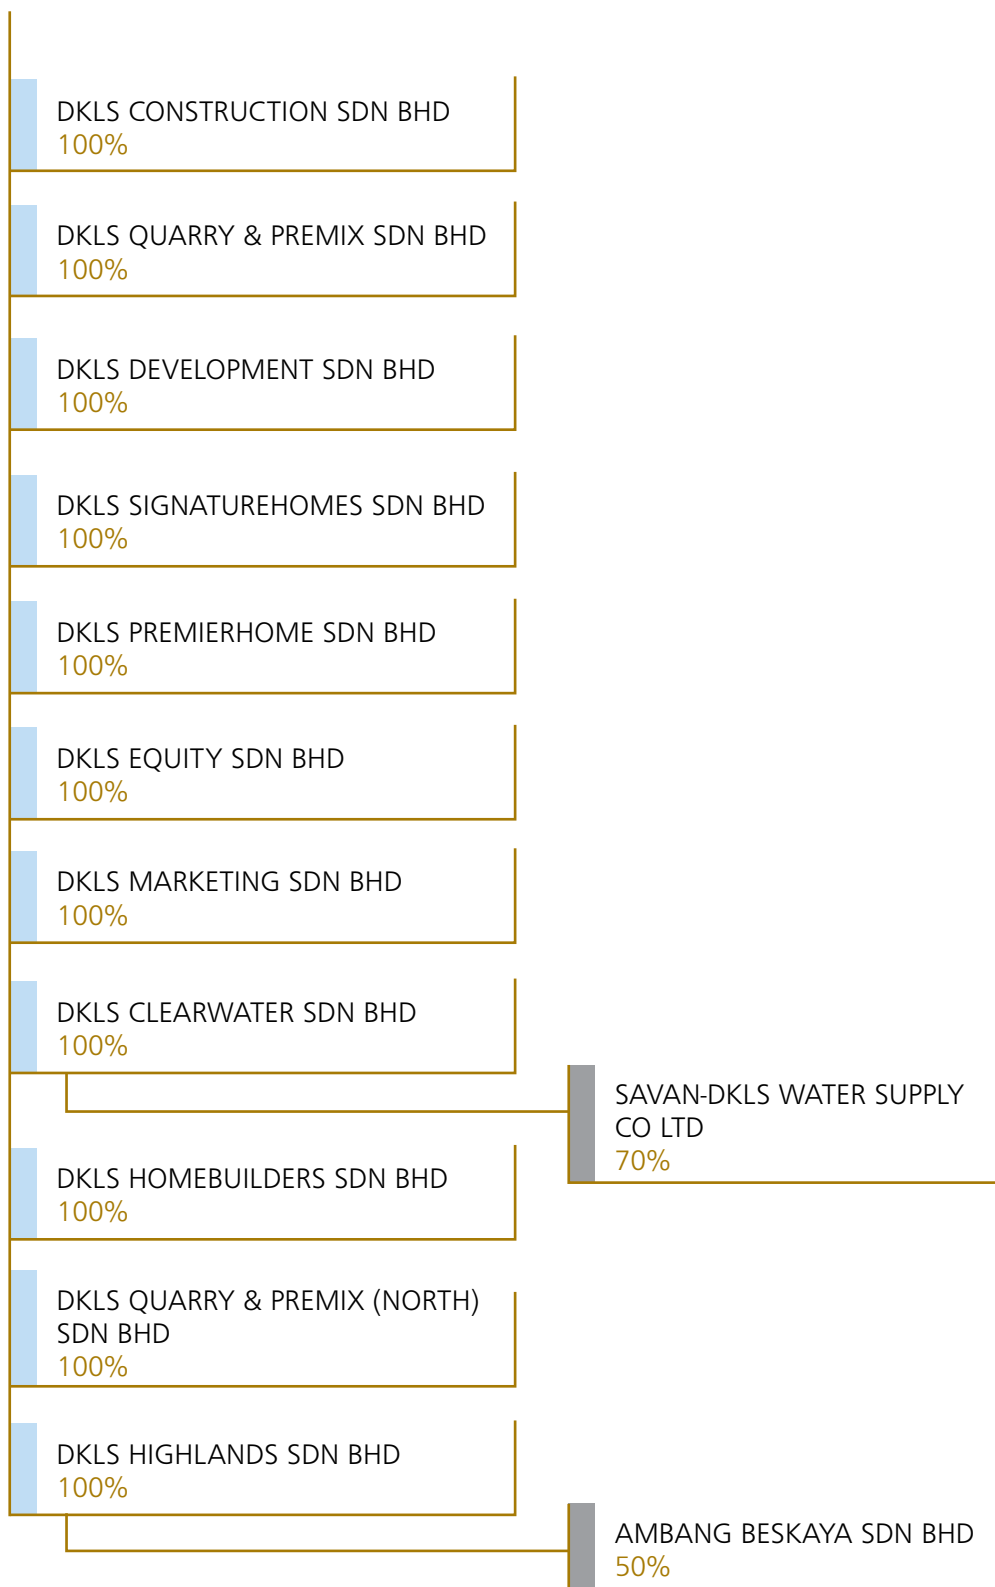 DKLS CONSTRUCTION SDN BHD
100%
DKLS QUARRY & PREMIX SDN BHD
100%
DKLS DEVELOPMENT SDN BHD
100%
DKLS SIGNATUREHOMES SDN BHD
100%
DKLS PREMIERHOME SDN BHD
100%
DKLS EQUITY SDN BHD
100%
DKLS MARKETING SDN BHD
100%
DKLS CLEARWATER SDN BHD
100%
SAVAN-DKLS WATER SUPPLY
CO LTD
70%
DKLS HOMEBUILDERS SDN BHD
100%
DKLS QUARRY & PREMIX (NORTH)
SDN BHD
100%
DKLS HIGHLANDS SDN BHD
100%
AMBANG BESKAYA SDN BHD
50%